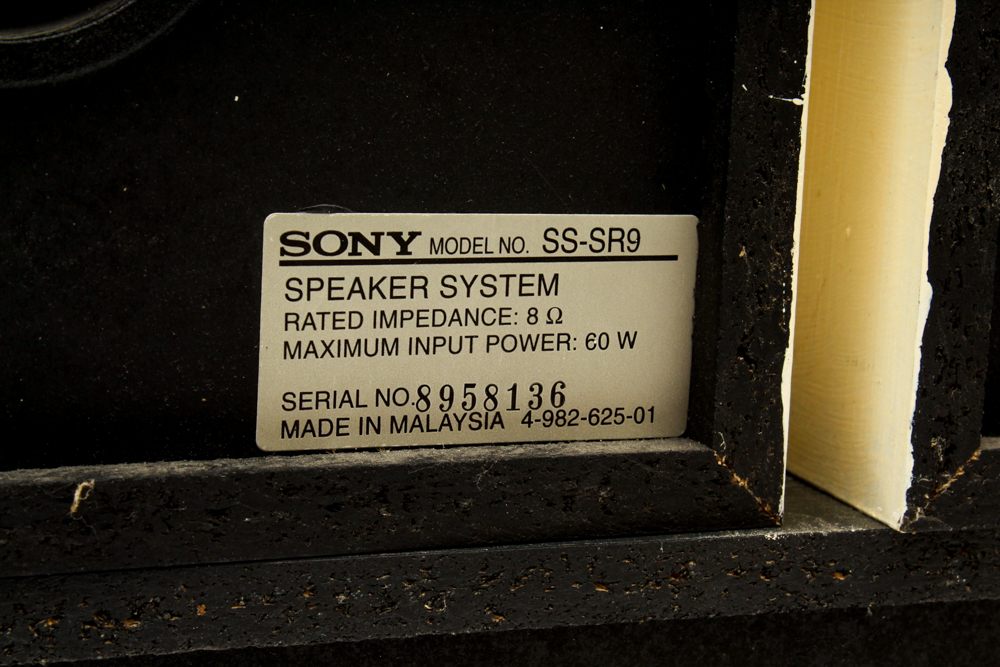 SONY MODEL NO. SS-SR9
SPEAKER SYSTEM
RATED IMPEDANCE: 8 Ω
MAXIMUM INPUT POWER: 60 W
SERIAL NO.8958136
MADE IN MALAYSIA 4-982-625-01